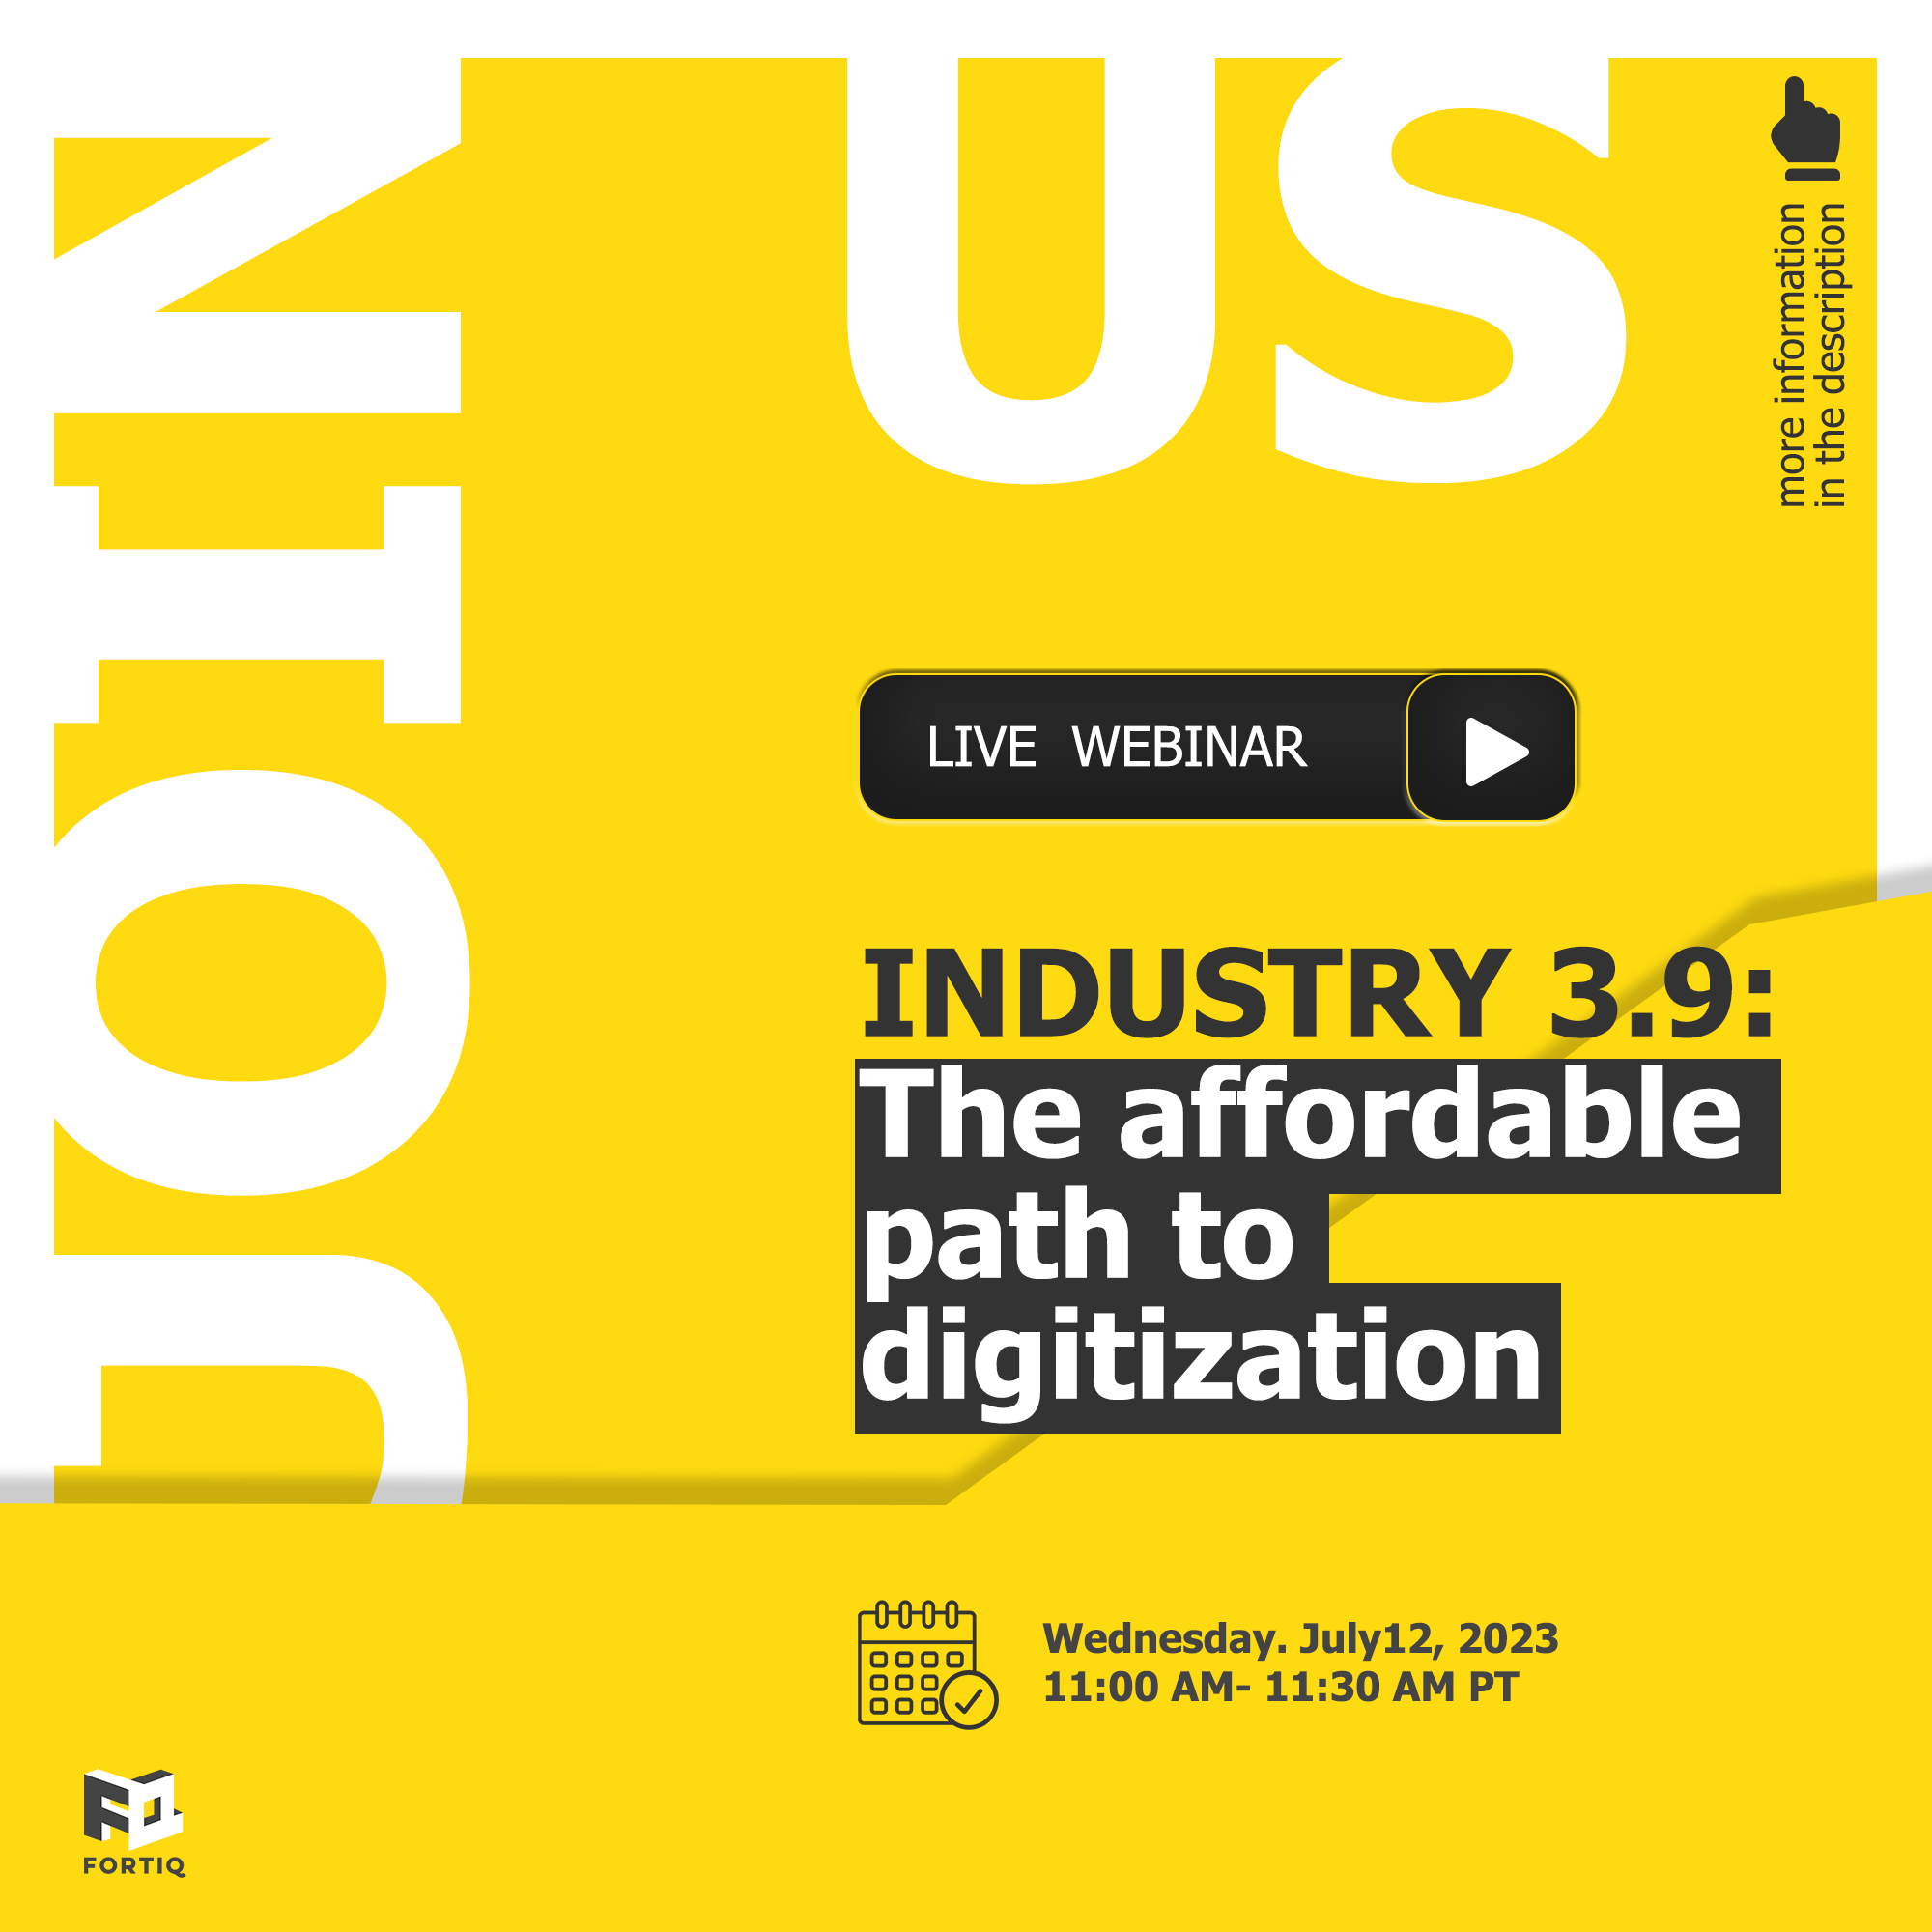 JOIN
US
more information
in the description
LIVE WEBINAR
INDUSTRY 3.9:
The affordable
path to
digitization
Wednesday. July12, 2023
11:00 AM- 11:30 AM PT
FQ
FORTIQ